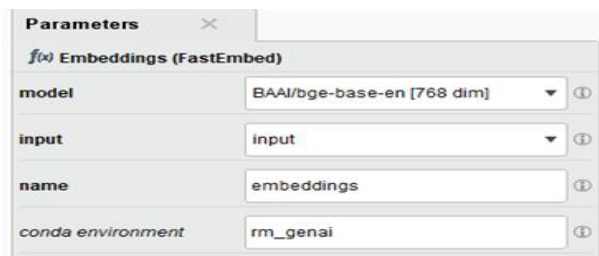 Parameters ×
f(x) Embeddings (FastEmbed)
model BAAI/bge-base-en [768 dim]
input input
name embeddings
conda environment rm_genai